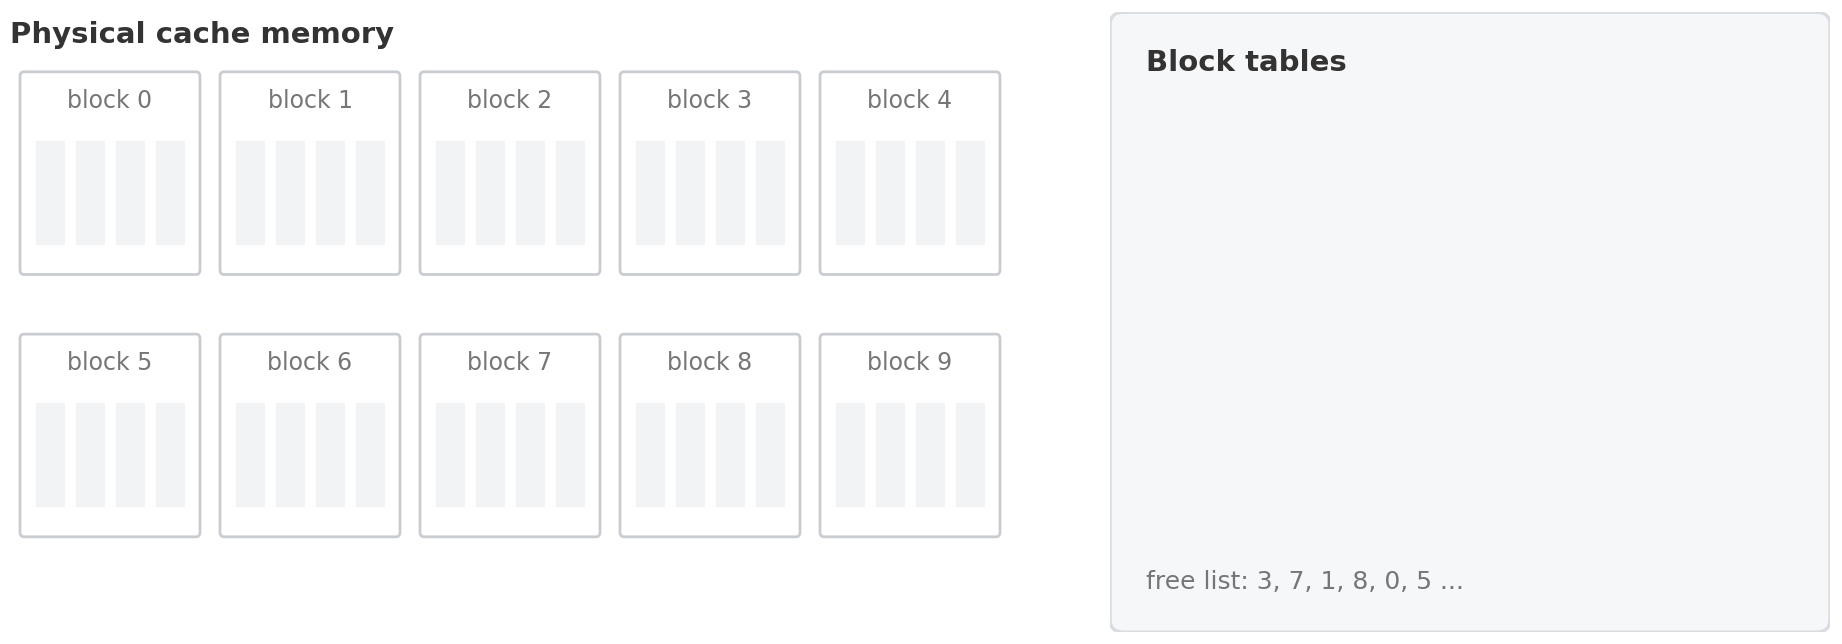 Physical cache memory
block 0
block 1
block 2
block 3
block 4
block 5
block 6
block 7
block 8
block 9
Block tables
free list: 3, 7, 1, 8, 0, 5 ...